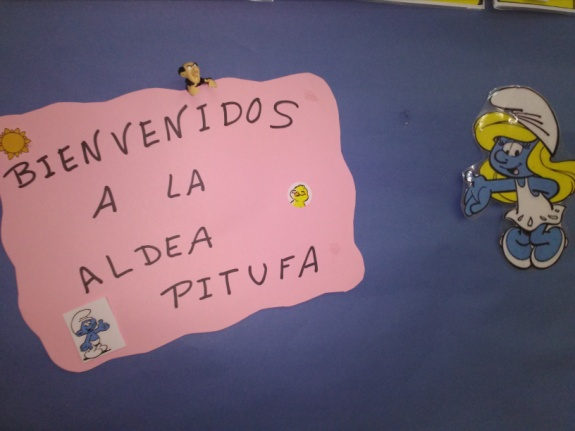 BIENVENIDOS
A LA
ALDEA
PITUFA